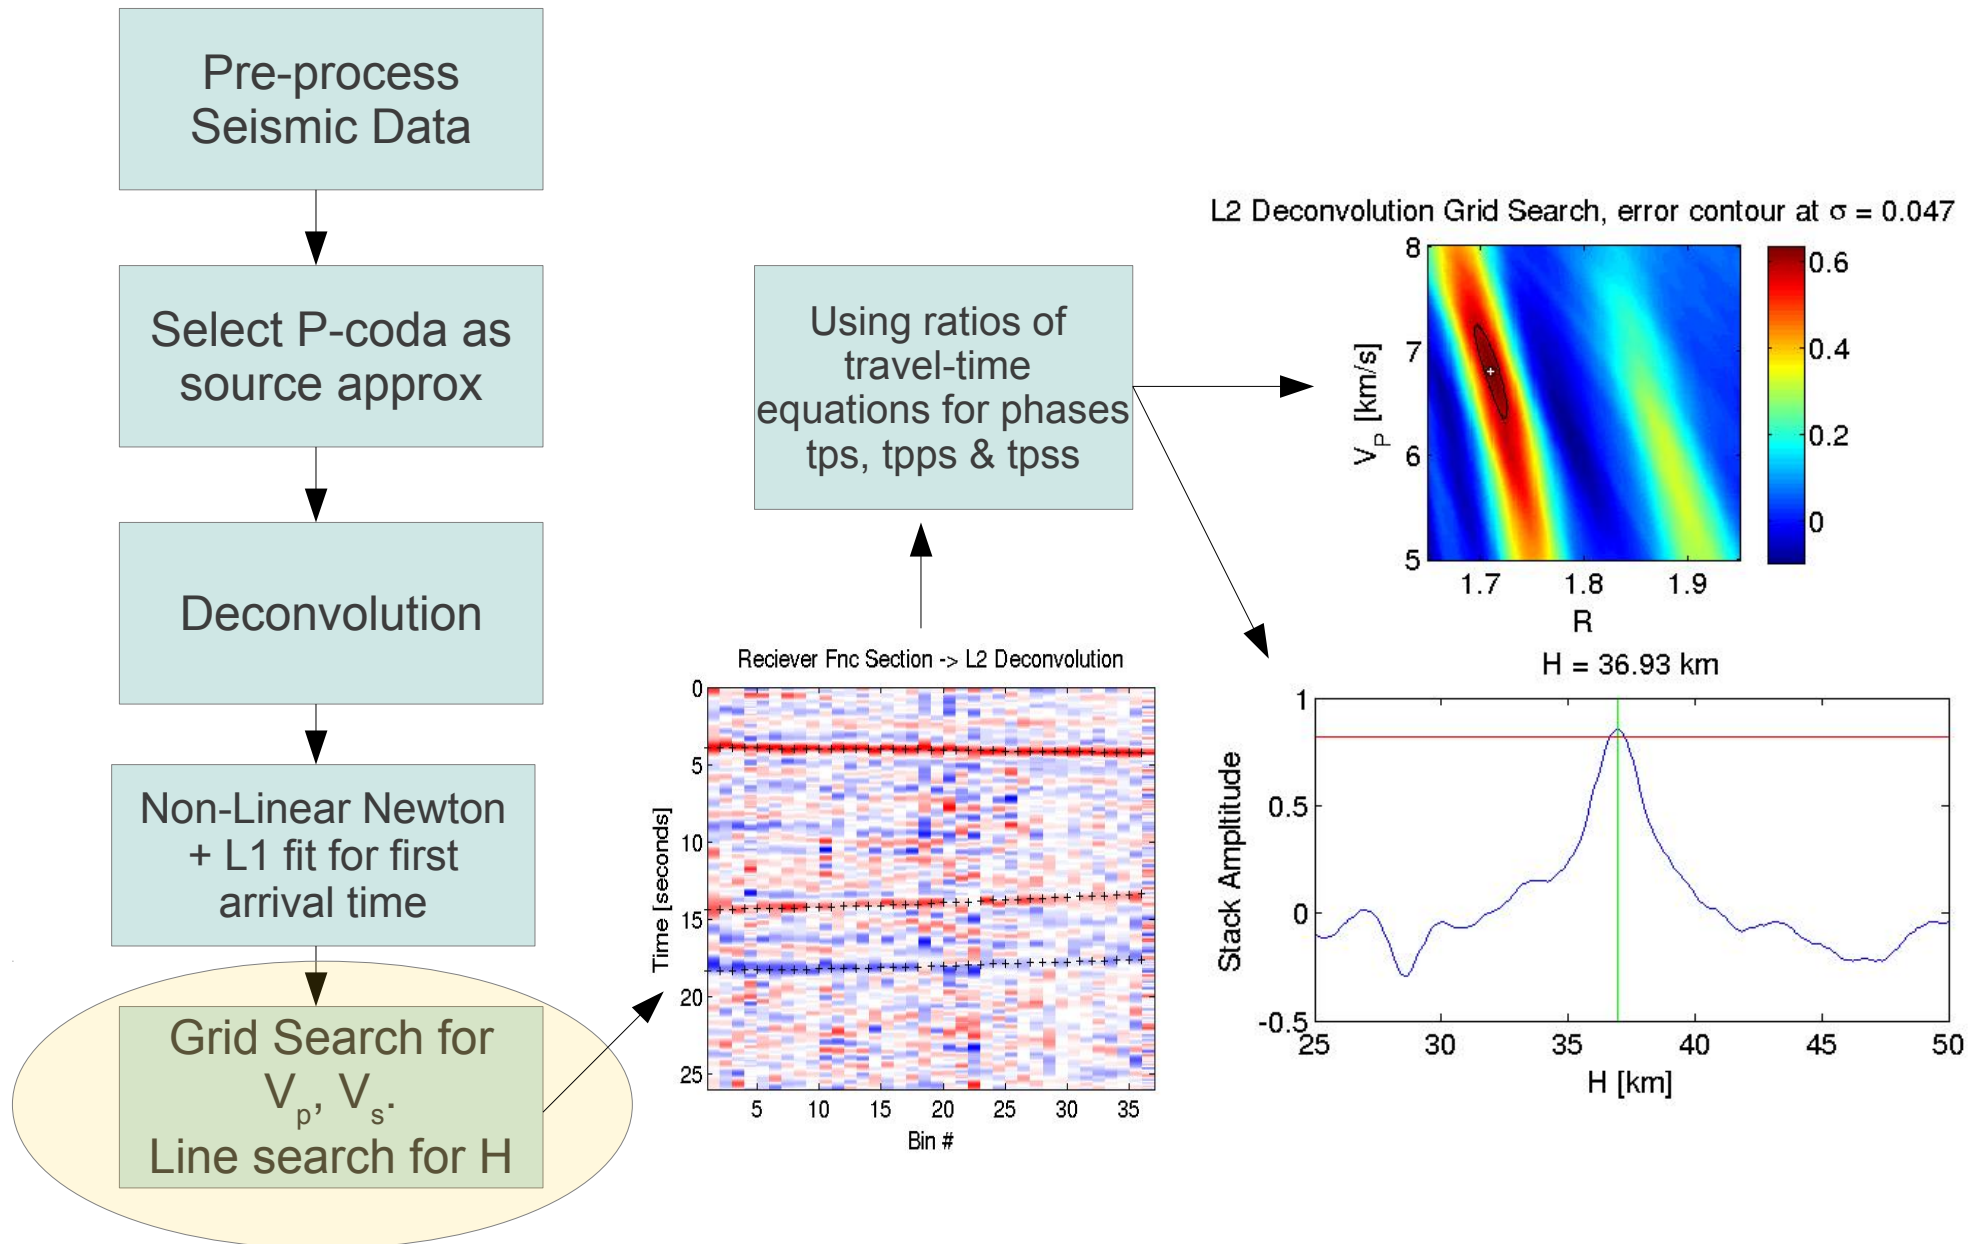 Pre-process
Seismic Data
Select P-coda as
source approx
Deconvolution
Non-Linear Newton
+ L1 fit for first
arrival time
Grid Search for
Vp, Vs.
Line search for H
Reciever Fnc Section -> L2 Deconvolution
0
5
10
15
20
25
Time [seconds]
5 10 15 20 25 30 35
Bin #
Using ratios of
travel-time
equations for phases
tps, tpps & tpss
L2 Deconvolution Grid Search, error contour at σ = 0.047
8
7
6
5
VP [km/s]
1.7 1.8 1.9
R
0.6
0.4
0.2
0
H = 36.93 km
1
0.5
0
-0.5
Stack Ampltitude
25 30 35 40 45 50
H [km]